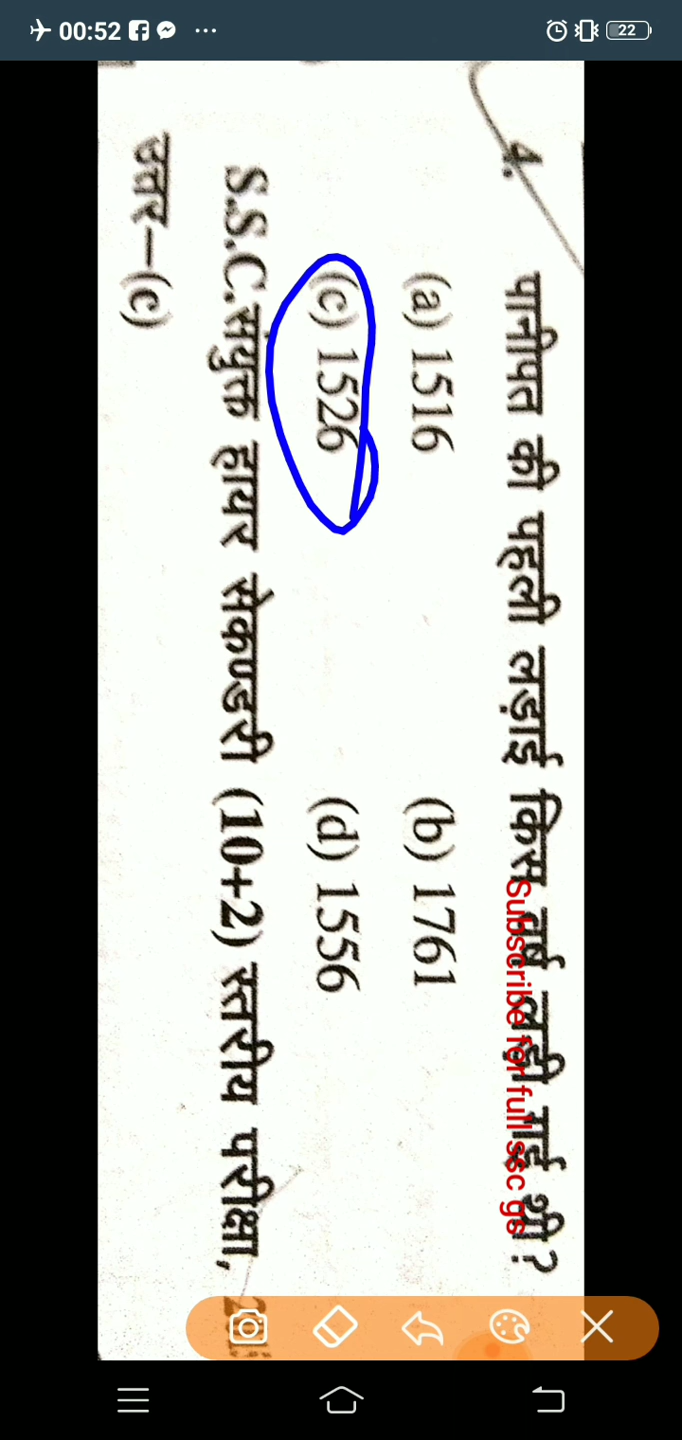 00:52
22
4. पानीपत की पहली लड़ाई किस वर्ष लड़ी गई थी?
Subscribe for full ssc gs
(a) 1516 (b) 1761
(c) 1526 (d) 1556
S.S.C. संयुक्त हायर सेकण्डरी (10+2) स्तरीय परीक्षा,
उत्तर–(c)